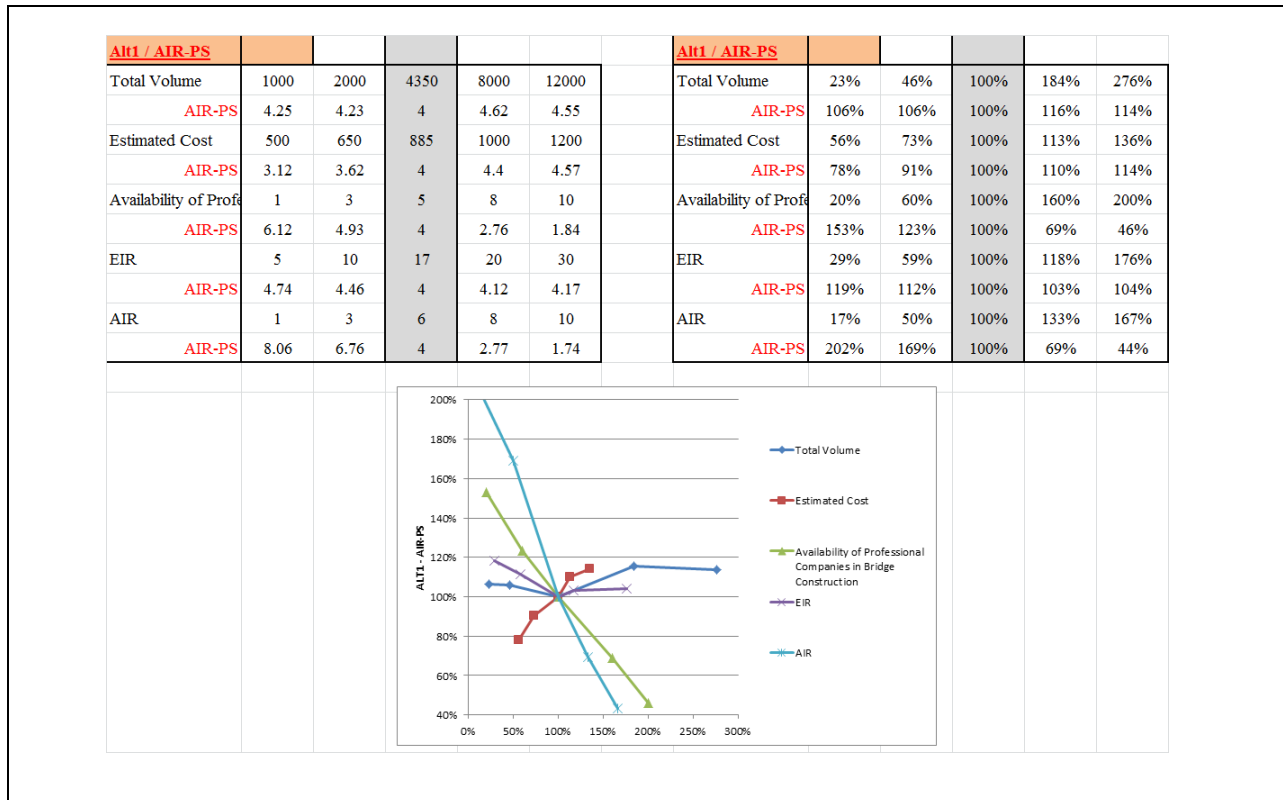 Alt1 / AIR-PS
Total Volume 1000 2000 4350 8000 12000
AIR-PS 4.25 4.23 4 4.62 4.55
Estimated Cost 500 650 885 1000 1200
AIR-PS 3.12 3.62 4 4.4 4.57
Availability of Profe 1 3 5 8 10
AIR-PS 6.12 4.93 4 2.76 1.84
EIR 5 10 17 20 30
AIR-PS 4.74 4.46 4 4.12 4.17
AIR 1 3 6 8 10
AIR-PS 8.06 6.76 4 2.77 1.74
Alt1 / AIR-PS
Total Volume 23% 46% 100% 184% 276%
AIR-PS 106% 106% 100% 116% 114%
Estimated Cost 56% 73% 100% 113% 136%
AIR-PS 78% 91% 100% 110% 114%
Availability of Profe 20% 60% 100% 160% 200%
AIR-PS 153% 123% 100% 69% 46%
EIR 29% 59% 100% 118% 176%
AIR-PS 119% 112% 100% 103% 104%
AIR 17% 50% 100% 133% 167%
AIR-PS 202% 169% 100% 69% 44%
ALT1 - AIR-PS
200%
180%
160%
140%
120%
100%
80%
60%
40%
0% 50% 100% 150% 200% 250% 300%
Total Volume
Estimated Cost
Availability of Professional
Companies in Bridge
Construction
EIR
AIR